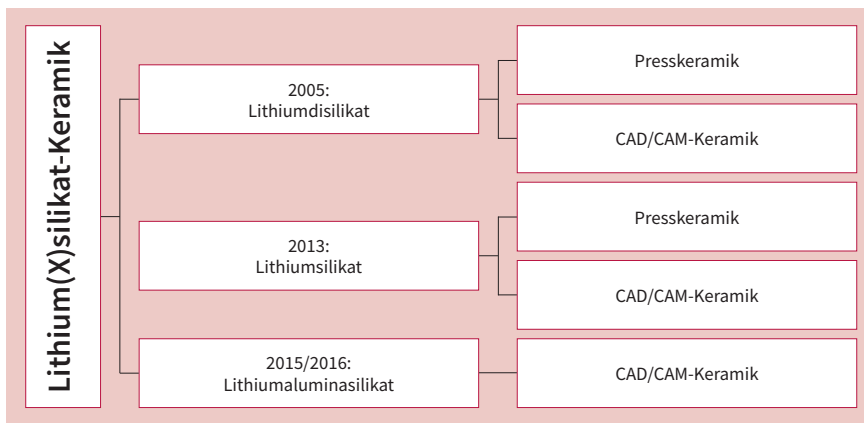 Lithium(X)silikat-Keramik
2005:
Lithiumdisilikat
Presskeramik
CAD/CAM-Keramik
2013:
Lithiumsilikat
Presskeramik
CAD/CAM-Keramik
2015/2016:
Lithiumaluminasilikat
CAD/CAM-Keramik